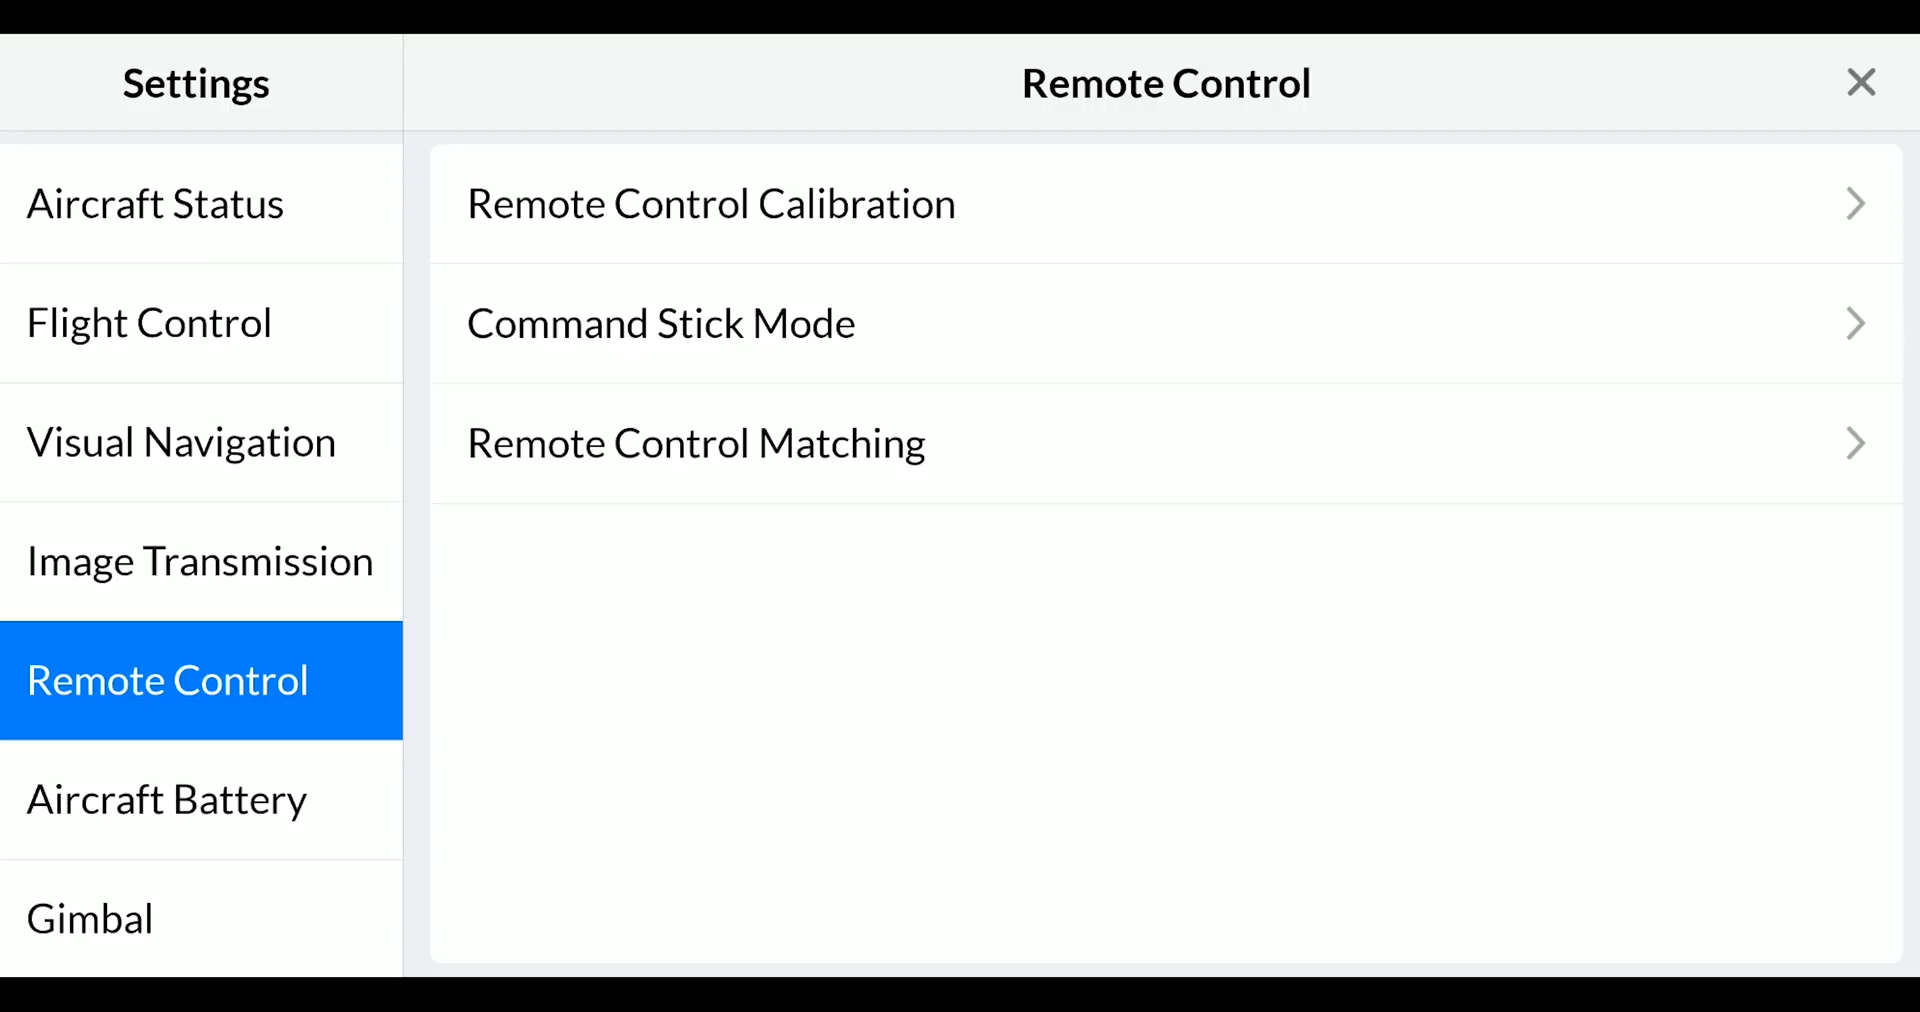 Settings
Remote Control
Aircraft Status
Flight Control
Visual Navigation
Image Transmission
Remote Control
Aircraft Battery
Gimbal
Remote Control Calibration
Command Stick Mode
Remote Control Matching